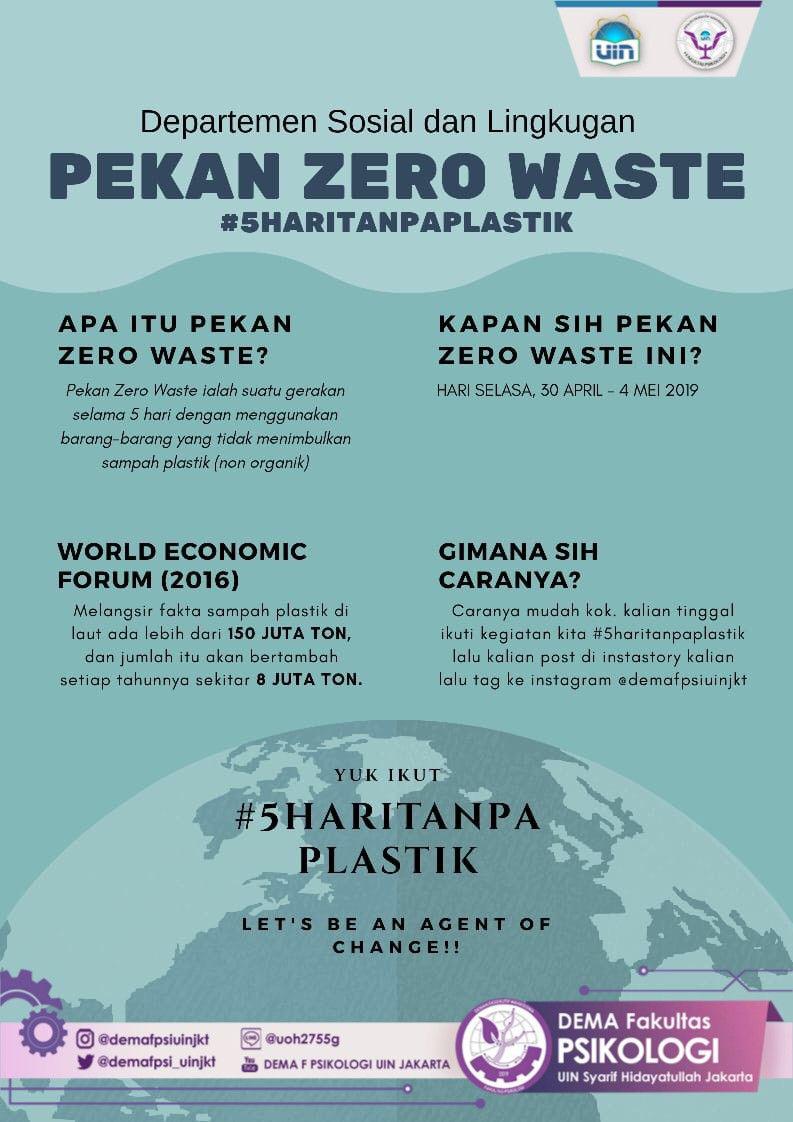 uin
Departemen Sosial dan Lingkugan
PEKAN ZERO WASTE
#5HARITANPAPLASTIK
APA ITU PEKAN
ZERO WASTE?
Pekan Zero Waste ialah suatu gerakan
selama 5 hari dengan menggunakan
barang-barang yang tidak menimbulkan
sampah plastik (non organik)
KAPAN SIH PEKAN
ZERO WASTE INI?
HARI SELASA, 30 APRIL - 4 MEI 2019
WORLD ECONOMIC
FORUM (2016)
Melangsir fakta sampah plastik di
laut ada lebih dari 150 JUTA TON,
dan jumlah itu akan bertambah
setiap tahunnya sekitar 8 JUTA TON.
GIMANA SIH
CARANYA?
Caranya mudah kok. kalian tinggal
ikuti kegiatan kita #5haritanpaplastik
lalu kalian post di instastory kalian
lalu tag ke instagram @demafpsiuinjkt
YUK IKUT
#5HARITANPA
PLASTIK
LET'S BE AN AGENT OF
CHANGE!!
@demafpsiuinjkt
@demafpsi_uinjkt
LINE
@uoh2755g
You
Tube
DEMA F PSIKOLOGI UIN JAKARTA
DEMA Fakultas
PSIKOLOGI
UIN Syarif Hidayatullah Jakarta